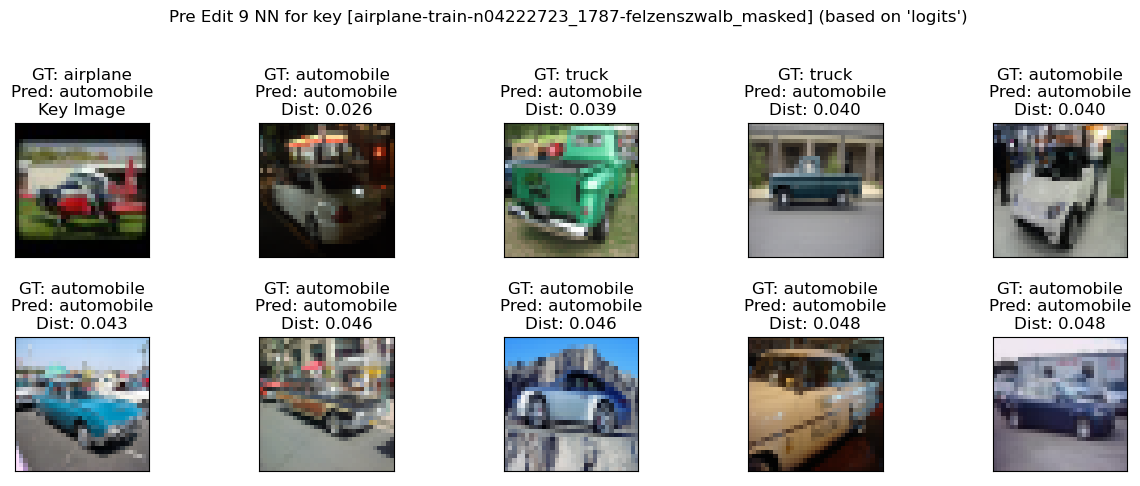 Pre Edit 9 NN for key [airplane-train-n04222723_1787-felzenszwalb_masked] (based on 'logits')
GT: airplane
Pred: automobile
Key Image
GT: automobile
Pred: automobile
Dist: 0.026
GT: truck
Pred: automobile
Dist: 0.039
GT: truck
Pred: automobile
Dist: 0.040
GT: automobile
Pred: automobile
Dist: 0.040
GT: automobile
Pred: automobile
Dist: 0.043
GT: automobile
Pred: automobile
Dist: 0.046
GT: automobile
Pred: automobile
Dist: 0.046
GT: automobile
Pred: automobile
Dist: 0.048
GT: automobile
Pred: automobile
Dist: 0.048